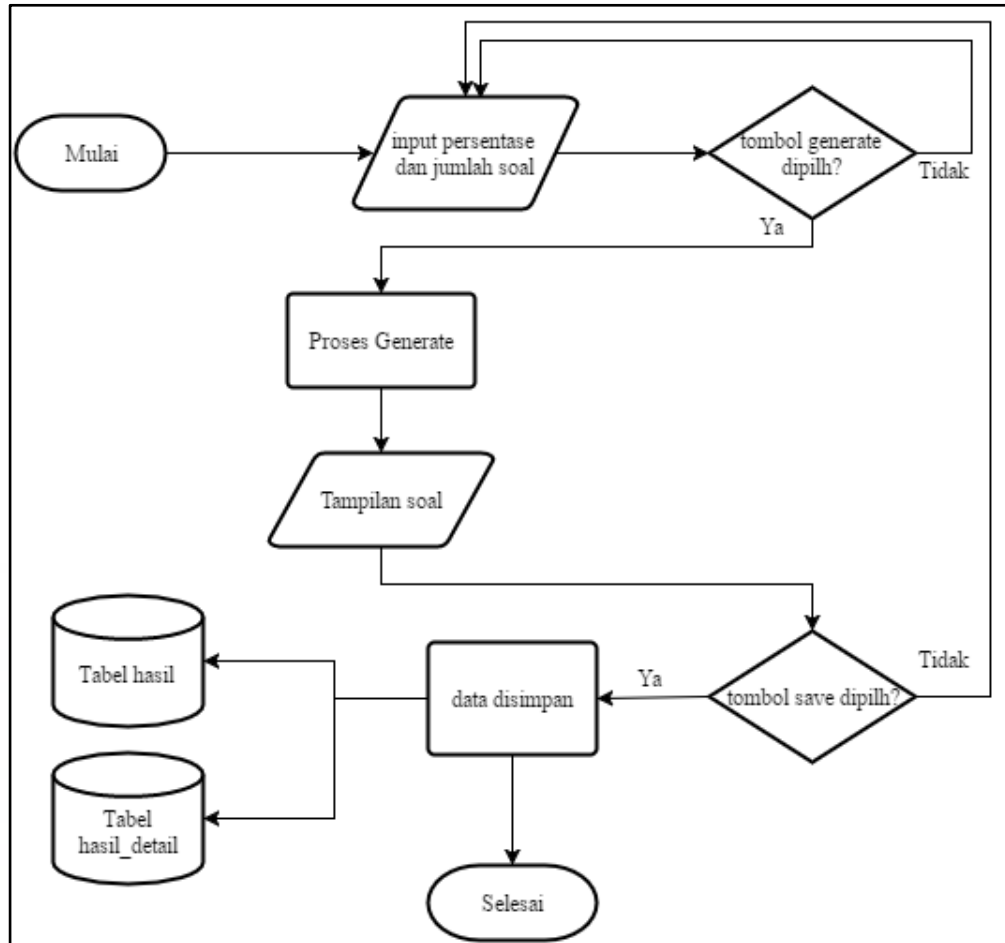 Mulai
input persentase
dan jumlah soal
tombol generate
dipilh?
Tidak
Ya
Proses Generate
Tampilan soal
Tabel hasil
data disimpan
Ya
tombol save dipilh?
Tidak
Tabel
hasil_detail
Selesai